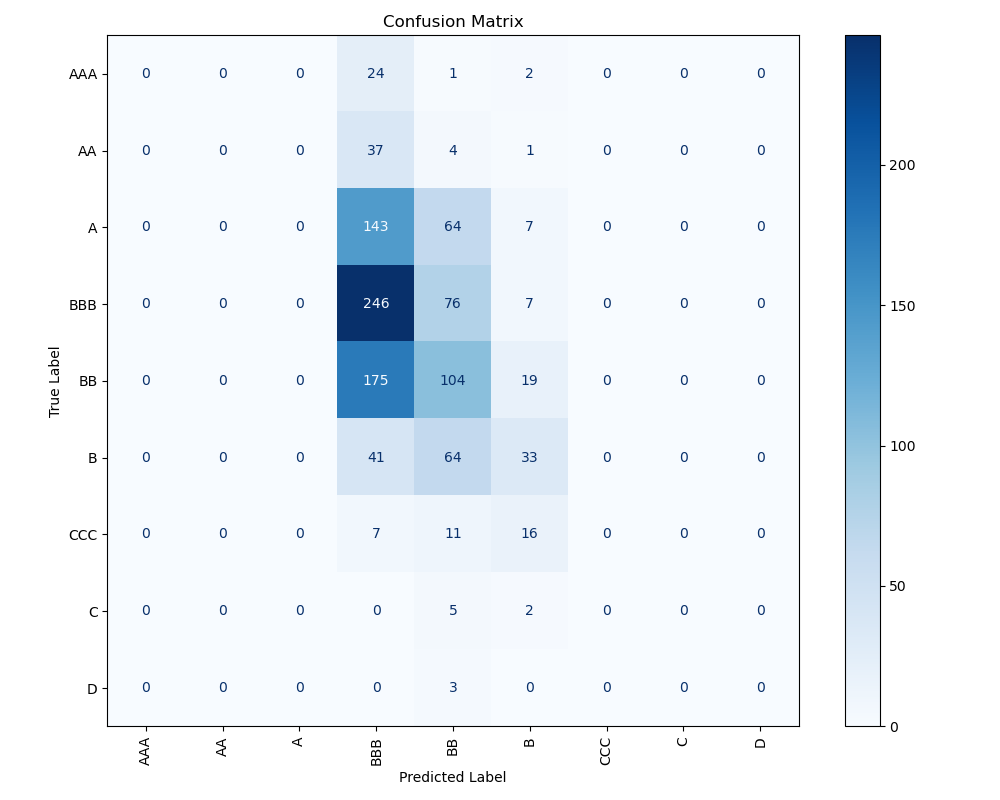 Confusion Matrix
AAA 0 0 0 24 1 2 0 0 0
AA 0 0 0 37 4 1 0 0 0
A 0 0 0 143 64 7 0 0 0
BBB 0 0 0 246 76 7 0 0 0
BB 0 0 0 175 104 19 0 0 0
B 0 0 0 41 64 33 0 0 0
CCC 0 0 0 7 11 16 0 0 0
C 0 0 0 0 5 2 0 0 0
D 0 0 0 0 3 0 0 0 0
True Label
AAA AA A BBB BB B CCC C D
Predicted Label
200
150
100
50
0